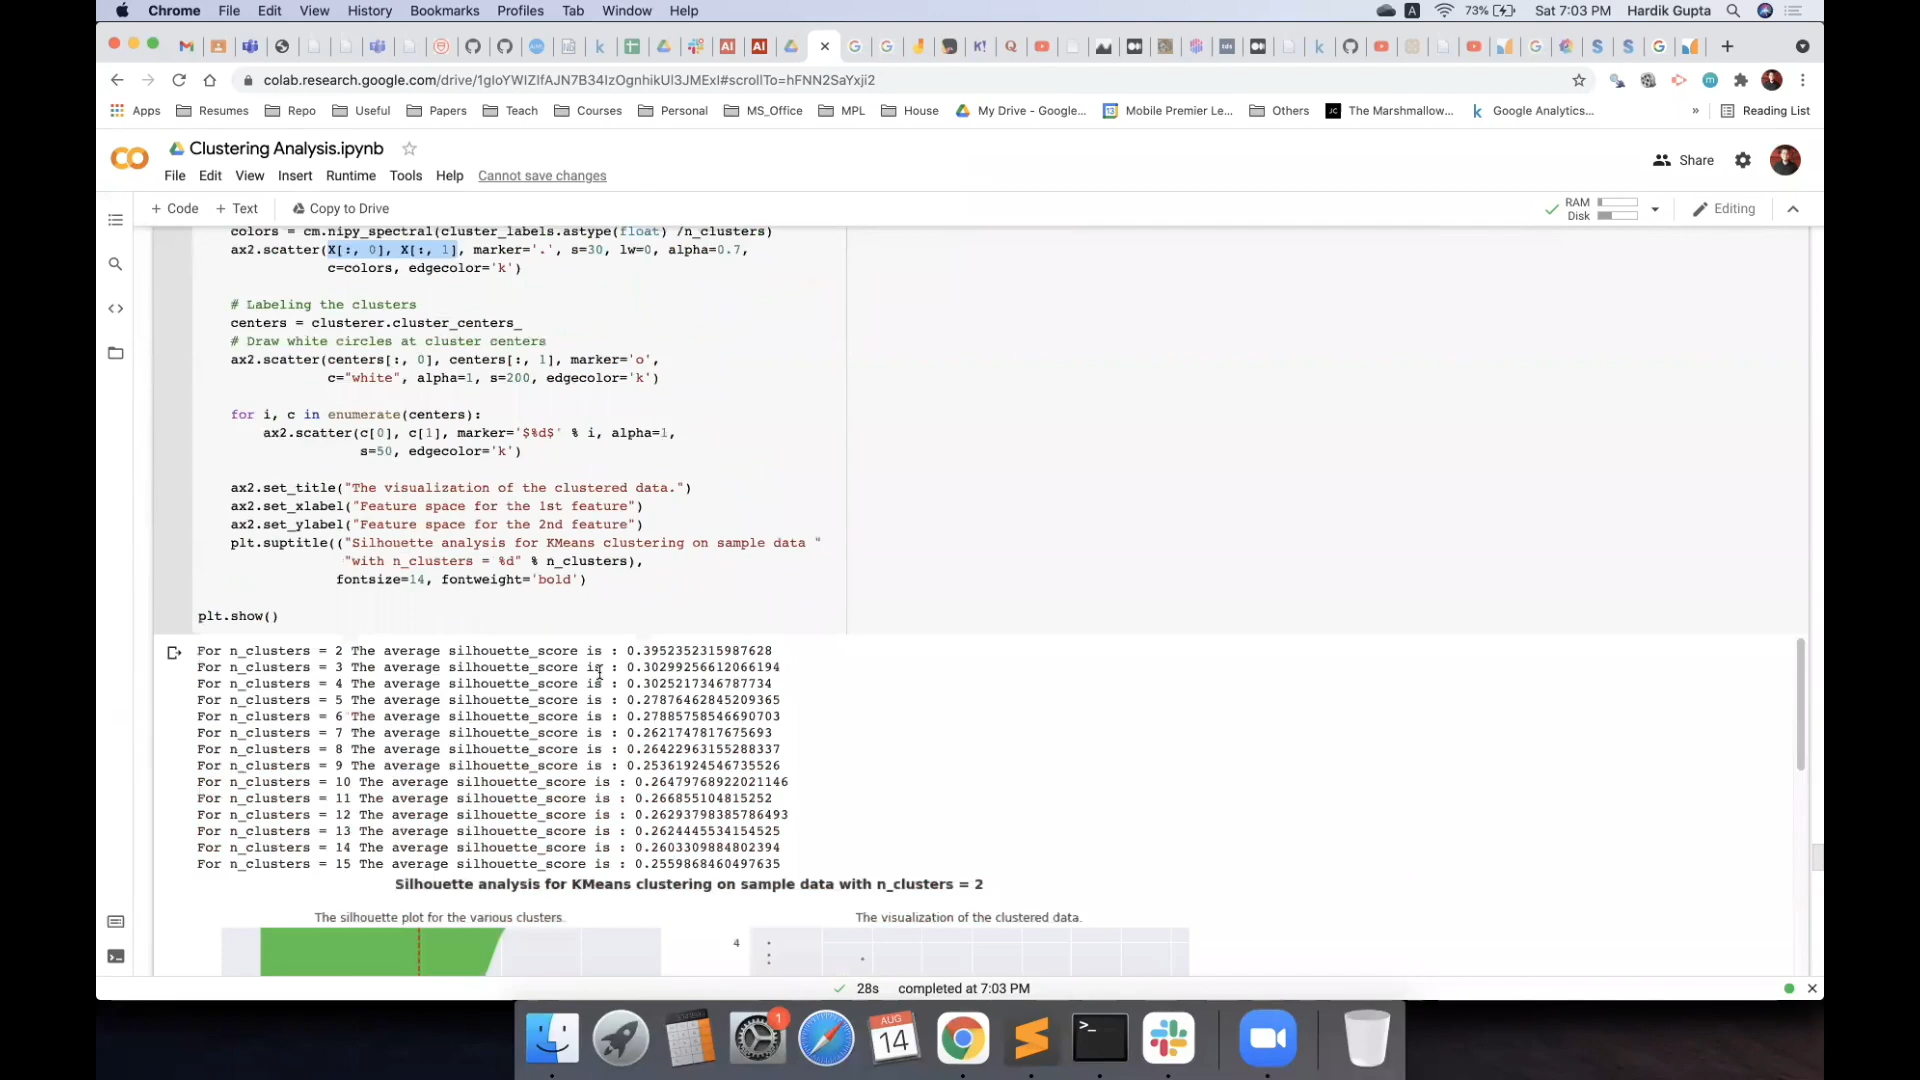 Chrome File Edit View History Bookmarks Profiles Tab Window Help
A 73% Sat 7:03 PM Hardik Gupta
colab.research.google.com/drive/1gIoYWIZIfAJN7B34IzOgnhikUI3JMExI#scrollTo=hFNN2SaYxji2
Apps Resumes Repo Useful Papers Teach Courses Personal MS_Office MPL House My Drive - Google... Mobile Premier Le... Others The Marshmallow... Google Analytics... » Reading List
CO Clustering Analysis.ipynb
Share
File Edit View Insert Runtime Tools Help Cannot save changes
+ Code + Text Copy to Drive
RAM
Disk
Editing
colors = cm.nipy_spectral(cluster_labels.astype(float) /n_clusters)
ax2.scatter(X[:, 0], X[:, 1], marker='.', s=30, lw=0, alpha=0.7,
c=colors, edgecolor='k')
# Labeling the clusters
centers = clusterer.cluster_centers_
# Draw white circles at cluster centers
ax2.scatter(centers[:, 0], centers[:, 1], marker='o',
c="white", alpha=1, s=200, edgecolor='k')
for i, c in enumerate(centers):
ax2.scatter(c[0], c[1], marker='$%d$' % i, alpha=1,
s=50, edgecolor='k')
ax2.set_title("The visualization of the clustered data.")
ax2.set_xlabel("Feature space for the 1st feature")
ax2.set_ylabel("Feature space for the 2nd feature")
plt.suptitle(("Silhouette analysis for KMeans clustering on sample data "
"with n_clusters = %d" % n_clusters),
fontsize=14, fontweight='bold')
plt.show()
For n_clusters = 2 The average silhouette_score is : 0.3952352315987628
For n_clusters = 3 The average silhouette_score is : 0.30299256612066194
For n_clusters = 4 The average silhouette_score is : 0.3025217346787734
For n_clusters = 5 The average silhouette_score is : 0.27876462845209365
For n_clusters = 6 The average silhouette_score is : 0.27885758546690703
For n_clusters = 7 The average silhouette_score is : 0.2621747817675693
For n_clusters = 8 The average silhouette_score is : 0.26422963155288337
For n_clusters = 9 The average silhouette_score is : 0.25361924546735526
For n_clusters = 10 The average silhouette_score is : 0.26479768922021146
For n_clusters = 11 The average silhouette_score is : 0.266855104815252
For n_clusters = 12 The average silhouette_score is : 0.26293798385786493
For n_clusters = 13 The average silhouette_score is : 0.2624445534154525
For n_clusters = 14 The average silhouette_score is : 0.2603309884802394
For n_clusters = 15 The average silhouette_score is : 0.2559868460497635
Silhouette analysis for KMeans clustering on sample data with n_clusters = 2
The silhouette plot for the various clusters. The visualization of the clustered data.
4
28s completed at 7:03 PM
1
AUG
14